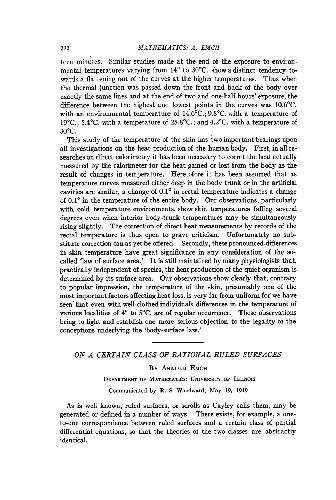 222 MATHEMATICS: A. EMCH
teen minutes. Similar studies made at the end of the exposure to environ-
mental temperatures varying from 14° to 30°C. show a distinct tendency to-
wards a flattening out of the curves at the higher temperatures. Thus when
the thermal junction was passed down the front and back of the body over
exactly the same lines and at the end of two and one-half hours' exposure, the
difference between the highest and lowest points in the curves was 10.6°C.
with an environmental temperature of 14.6°C.; 9.8°C. with a temperature of
19°C.; 5.4°C. with a temperature of 25.8°C.; and 4.2°C. with a temperature of
30°C.
This study of the temperature of the skin has two important bearings upon
all investigations on the heat production of the human body. First, in all re-
searches on direct calorimetry it has been necessary to correct the heat actually
measured by the calorimeter for the heat gained or lost from the body as the
result of changes in temperature. Heretofore it has been assumed that as
temperature curves measured either deep in the body trunk or in the artificial
cavities are similar, a change of 0.1° in rectal temperature indicates a change
of 0.1° in the temperature of the entire body. Our observations, particularly
with cold environmental temperatures, show skin temperatures falling several
degrees even when interior body-trunk temperatures may be simultaneously
rising slightly. The correction of direct heat measurements by records of the
rectal temperature is thus open to grave criticism. Unfortunately no sub-
stitute correction can as yet be offered. Secondly, these pronounced differences
in skin temperature have great significance in any consideration of the so-
called 'law of surface area.' It is still maintained by many physiologists that,
practically independent of species, the heat production of the quiet organism is
determined by its surface area. Our observations show clearly that, contrary
to popular impression, the temperature of the skin, presumably one of the
most important factors affecting heat loss, is very far from uniform for we have
seen that even with well-clothed individuals differences in the temperature of
various localities of 4° to 5°C. are of regular occurrence. These observations
bring to light and establish one more serious objection to the legality of the
conceptions underlying the 'body-surface law.'
ON A CERTAIN CLASS OF RATIONAL RULED SURFACES
BY ARNOLD EMCH
DEPARTMENT OF MATHEMATICS, UNIVERSITY OF ILLINOIS
Communicated by R. S. Woodward, May 19, 1919
As is well known, ruled surfaces, or scrolls as Cayley calls them, may be
generated or defined in a number of ways. There exists, for example, a one-
to-one correspondence between ruled surfaces and a certain class of partial
differential equations, so that the theories of the two classes are abstractly
identical.